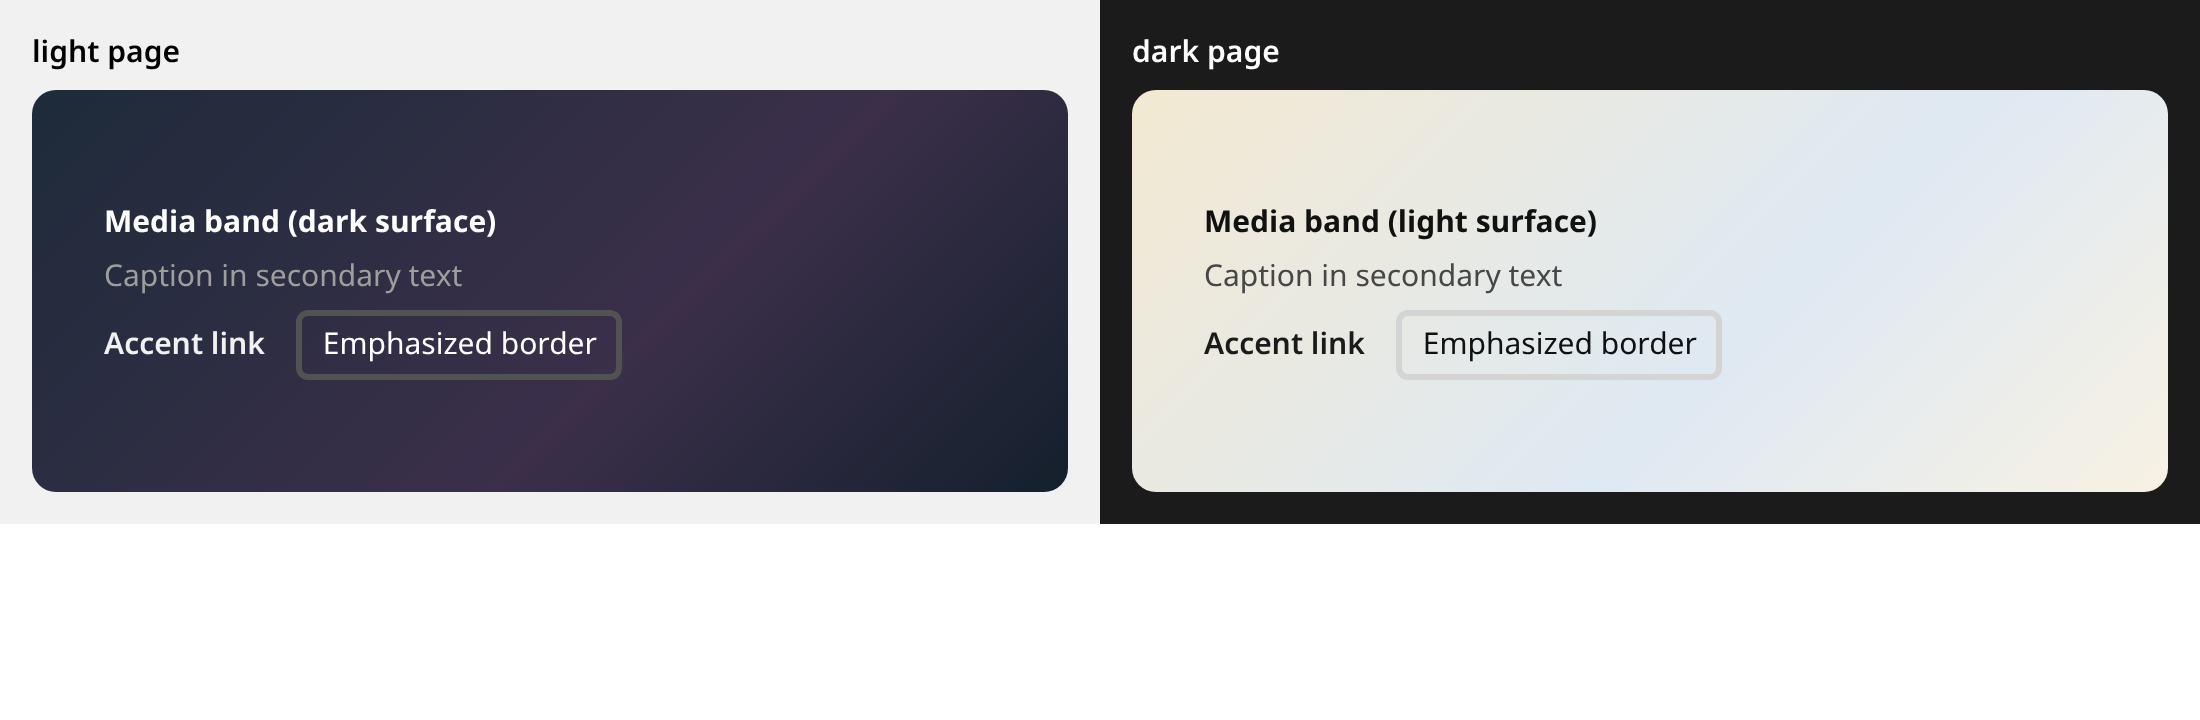 light page
Media band (dark surface)
Caption in secondary text
Accent link Emphasized border
dark page
Media band (light surface)
Caption in secondary text
Accent link Emphasized border